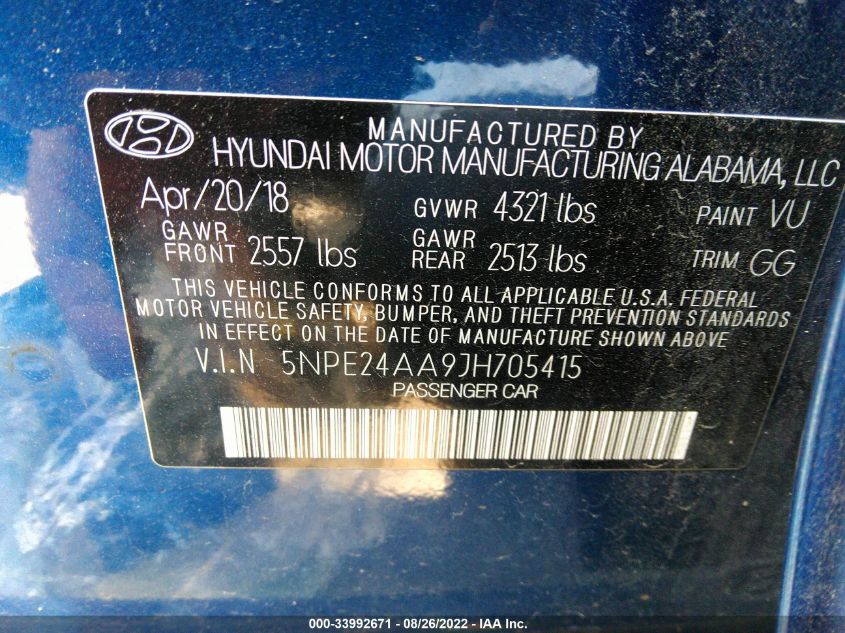 MANUFACTURED BY
HYUNDAI MOTOR MANUFACTURING ALABAMA, LLC
Apr/20/18 GVWR 4321 lbs PAINT VU
GAWR FRONT 2557 lbs GAWR REAR 2513 lbs TRIM GG
THIS VEHICLE CONFORMS TO ALL APPLICABLE U.S.A. FEDERAL
MOTOR VEHICLE SAFETY, BUMPER, AND THEFT PREVENTION STANDARDS
IN EFFECT ON THE DATE OF MANUFACTURE SHOWN ABOVE
V.I.N 5NPE24AA9JH705415
PASSENGER CAR
000-33992671 - 08/26/2022 - IAA Inc.